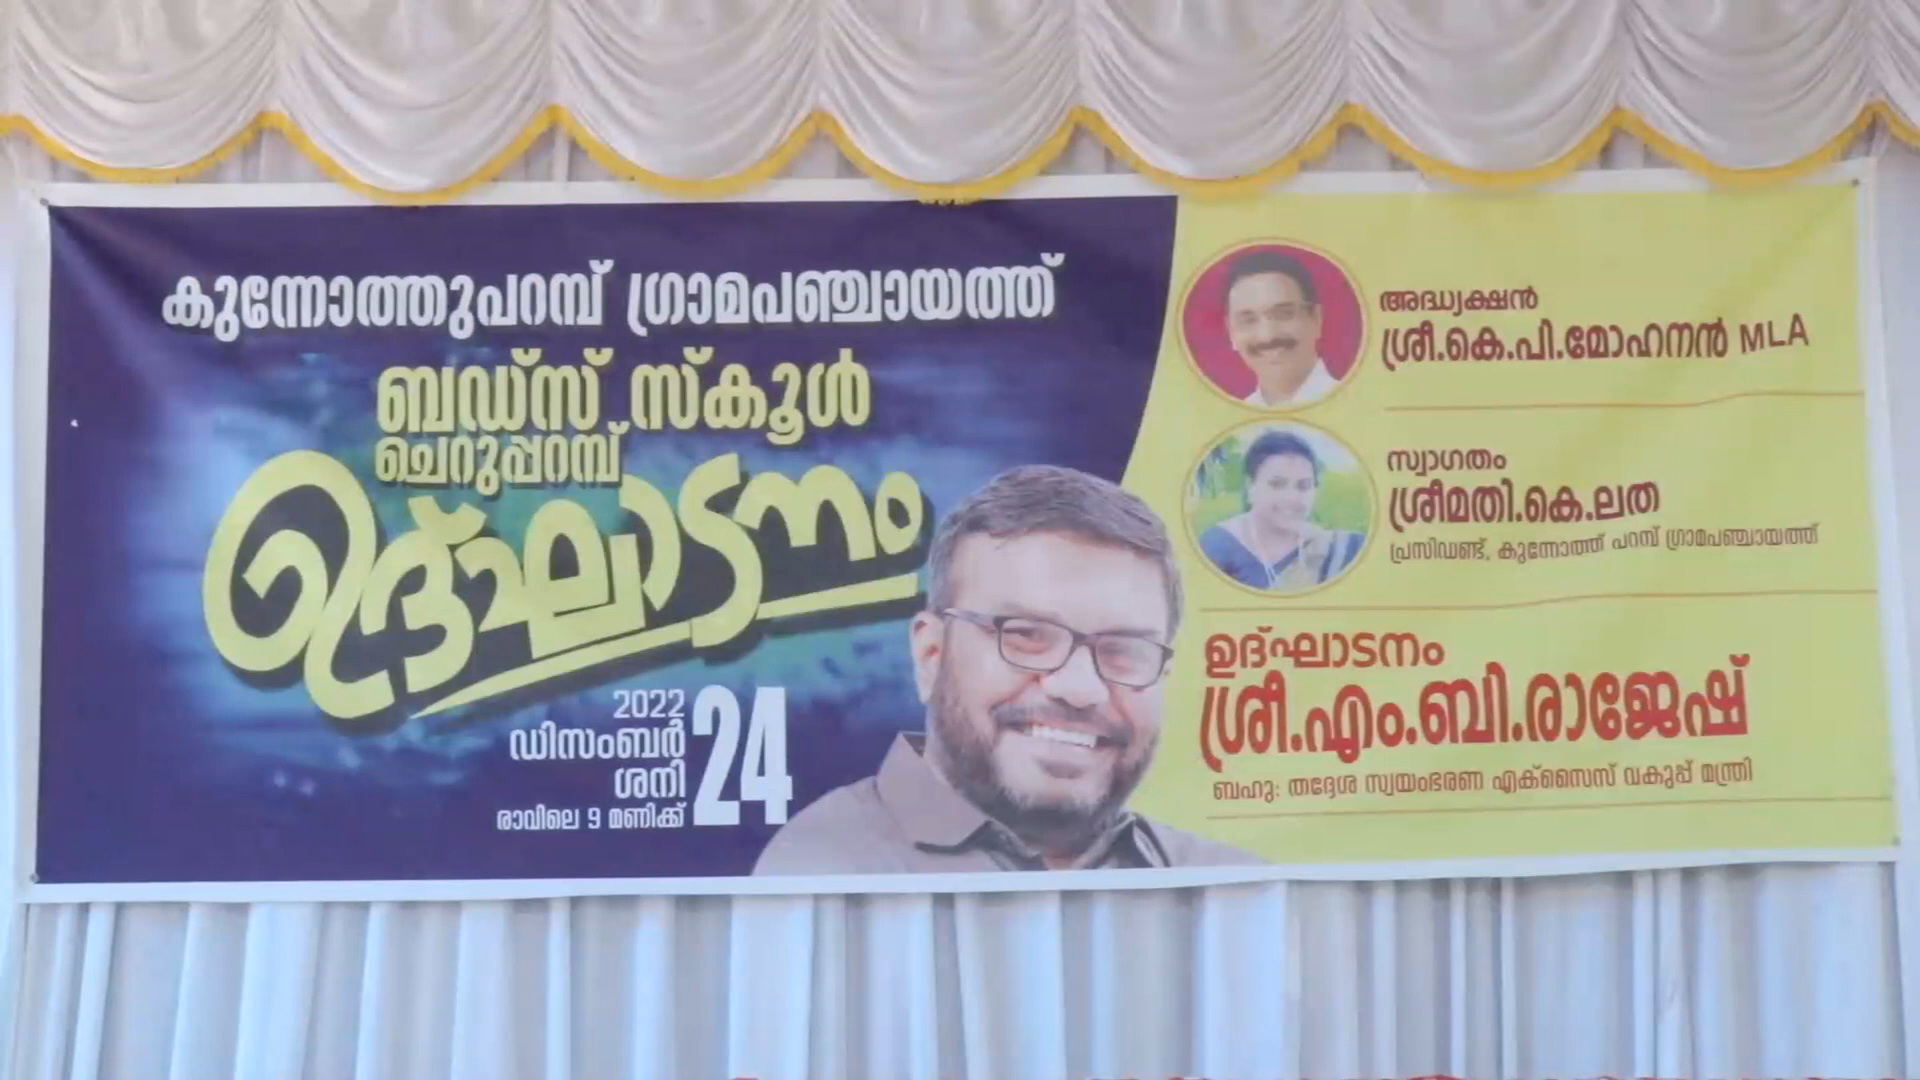 കുന്നോത്തുപറമ്പ് ഗ്രാമപഞ്ചായത്ത്
ബഡ്സ് സ്കൂൾ
ചെറുപ്പറമ്പ്
ഉദ്ഘാടനം
2022
ഡിസംബർ
ശനി
24
രാവിലെ 9 മണിക്ക്
അദ്ധ്യക്ഷൻ
ശ്രീ.കെ.പി.മോഹനൻ MLA
സ്വാഗതം
ശ്രീമതി.കെ.ലത
പ്രസിഡണ്ട്, കുന്നോത്ത് പറമ്പ് ഗ്രാമപഞ്ചായത്ത്
ഉദ്ഘാടനം
ശ്രീ.എം.ബി.രാജേഷ്
ബഹു: തദ്ദേശ സ്വയംഭരണ എക്സൈസ് വകുപ്പ് മന്ത്രി